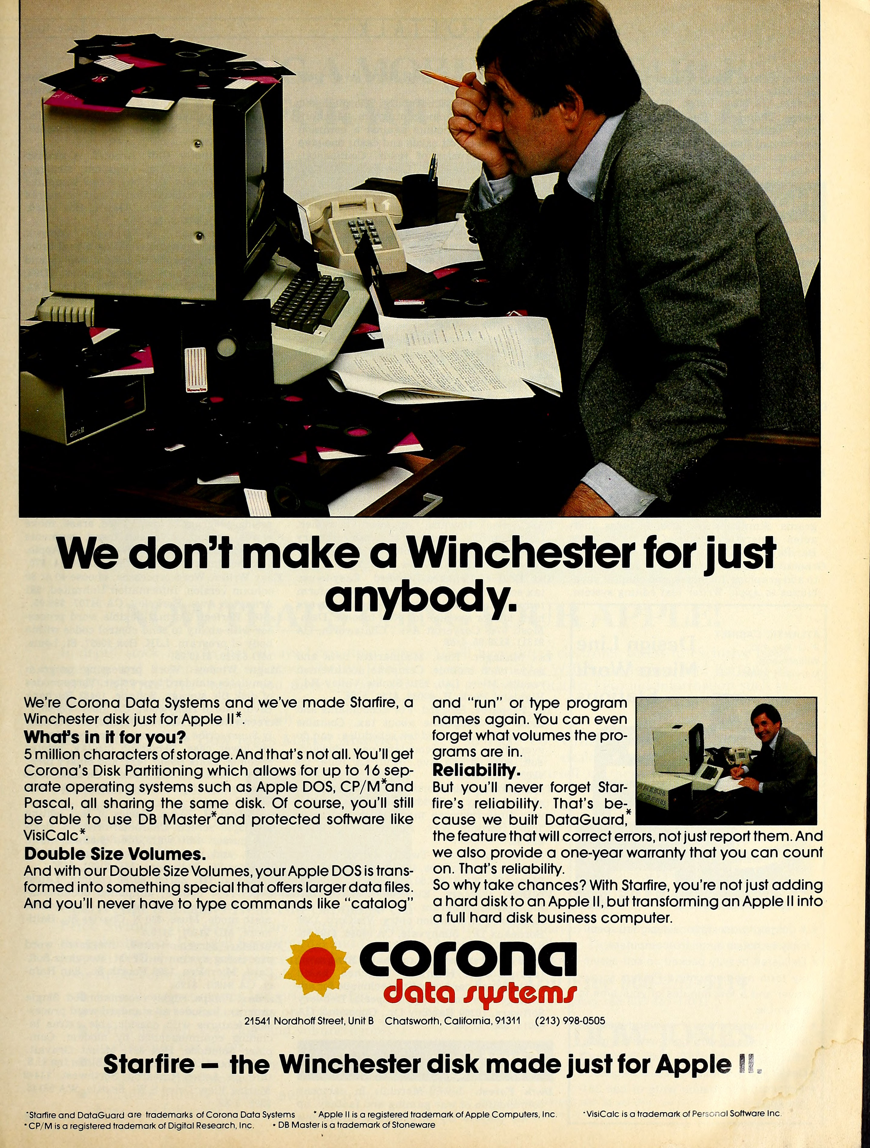 We don't make a Winchester for just
anybody.
We're Corona Data Systems and we've made Starfire, a
Winchester disk just for Apple II*.
What's in it for you?
5 million characters of storage. And that's not all. You'll get
Corona's Disk Partitioning which allows for up to 16 sep-
arate operating systems such as Apple DOS, CP/M*and
Pascal, all sharing the same disk. Of course, you'll still
be able to use DB Master*and protected software like
VisiCalc*.
Double Size Volumes.
And with our Double Size Volumes, your Apple DOS is trans-
formed into something special that offers larger data files.
And you'll never have to type commands like "catalog"
and "run" or type program
names again. You can even
forget what volumes the pro-
grams are in.
Reliability.
But you'll never forget Star-
fire's reliability. That's be-
cause we built DataGuard,*
the feature that will correct errors, not just report them. And
we also provide a one-year warranty that you can count
on. That's reliability.
So why take chances? With Starfire, you're not just adding
a hard disk to an Apple II, but transforming an Apple II into
a full hard disk business computer.
corona
data systems
21541 Nordhoff Street, Unit B Chatsworth, California, 91311 (213) 998-0505
Starfire – the Winchester disk made just for Apple II.
*Starfire and DataGuard are trademarks of Corona Data Systems *Apple II is a registered trademark of Apple Computers, Inc. *VisiCalc is a trademark of Personal Software Inc.
*CP/M is a registered trademark of Digital Research, Inc. • DB Master is a trademark of Stoneware